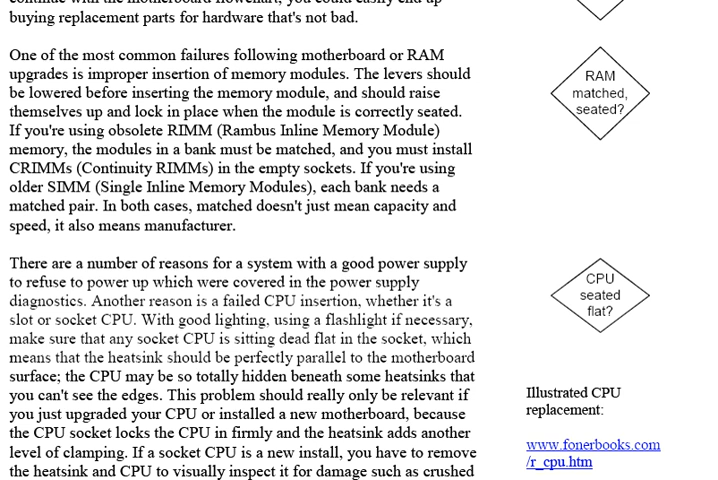 continue with the motherboard flowchart, you could easily end up
buying replacement parts for hardware that's not bad.
One of the most common failures following motherboard or RAM
upgrades is improper insertion of memory modules. The levers should
be lowered before inserting the memory module, and should raise
themselves up and lock in place when the module is correctly seated.
If you're using obsolete RIMM (Rambus Inline Memory Module)
memory, the modules in a bank must be matched, and you must install
CRIMMs (Continuity RIMMs) in the empty sockets. If you're using
older SIMM (Single Inline Memory Modules), each bank needs a
matched pair. In both cases, matched doesn't just mean capacity and
speed, it also means manufacturer.
RAM
matched,
seated?
There are a number of reasons for a system with a good power supply
to refuse to power up which were covered in the power supply
diagnostics. Another reason is a failed CPU insertion, whether it's a
slot or socket CPU. With good lighting, using a flashlight if necessary,
make sure that any socket CPU is sitting dead flat in the socket, which
means that the heatsink should be perfectly parallel to the motherboard
surface; the CPU may be so totally hidden beneath some heatsinks that
you can't see the edges. This problem should really only be relevant if
you just upgraded your CPU or installed a new motherboard, because
the CPU socket locks the CPU in firmly and the heatsink adds another
level of clamping. If a socket CPU is a new install, you have to remove
the heatsink and CPU to visually inspect it for damage such as crushed
CPU
seated
flat?
Illustrated CPU
replacement:
www.fonerbooks.com
/r_cpu.htm